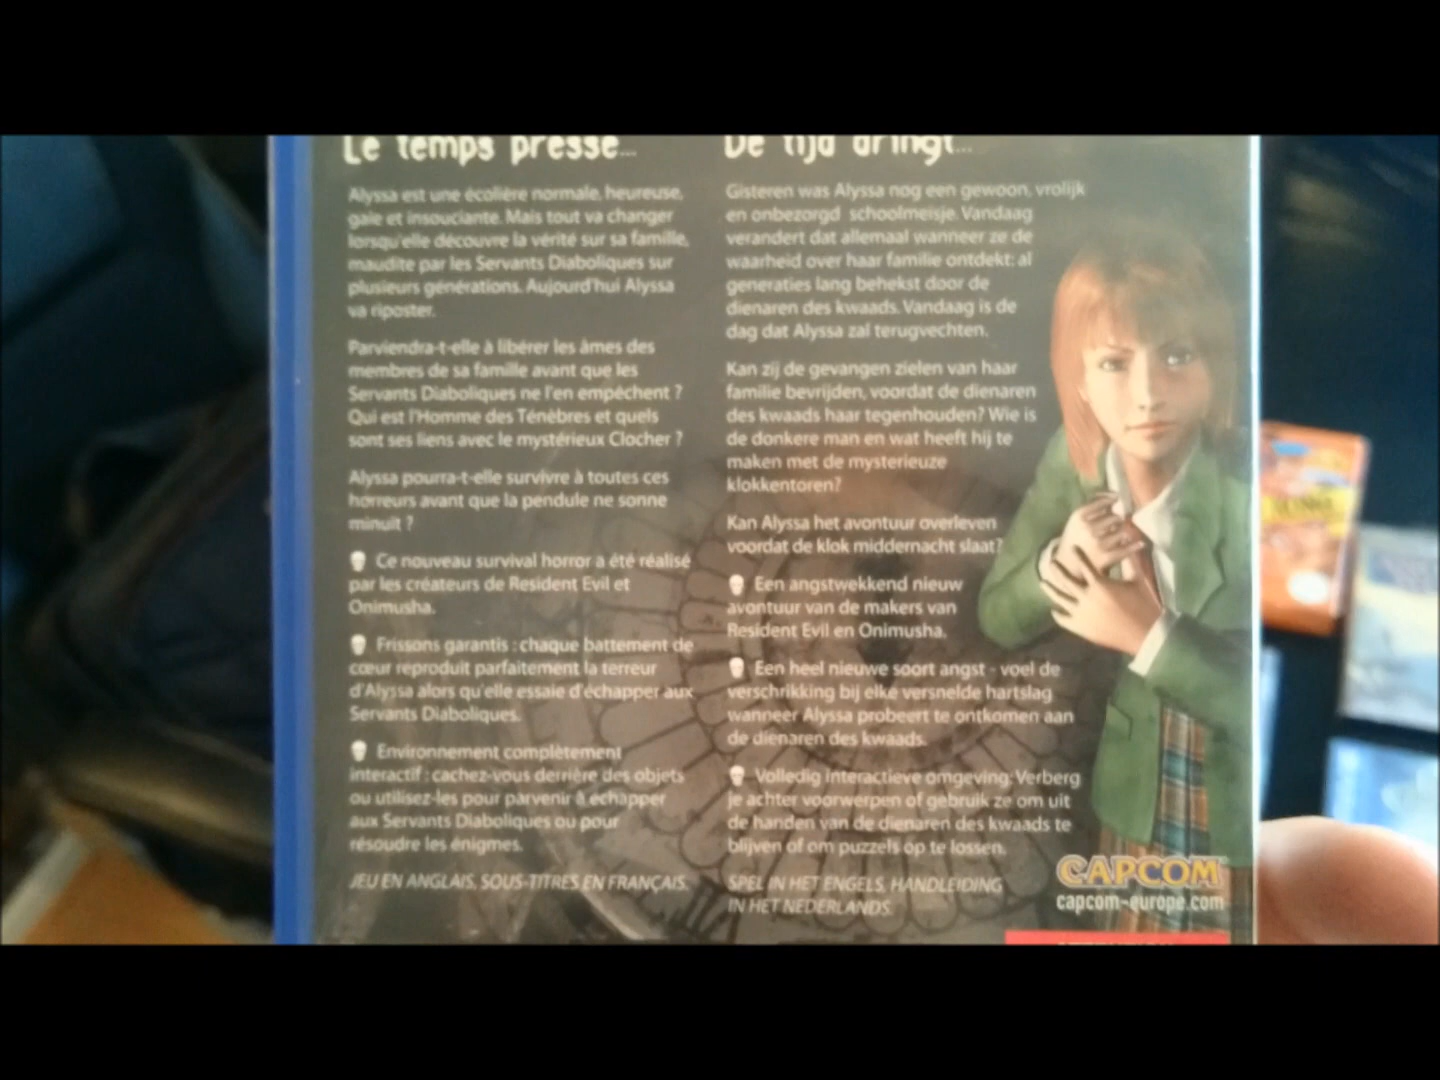 Le temps presse...
Alyssa est une écolière normale, heureuse,
gaie et insouciante. Mais tout va changer
lorsqu'elle découvre la vérité sur sa famille,
maudite par les Servants Diaboliques sur
plusieurs générations. Aujourd'hui Alyssa
va riposter.
Parviendra-t-elle à libérer les âmes des
membres de sa famille avant que les
Servants Diaboliques ne l'en empêchent ?
Qui est l'Homme des Ténèbres et quels
sont ses liens avec le mystérieux Clocher ?
Alyssa pourra-t-elle survivre à toutes ces
horreurs avant que la pendule ne sonne
minuit ?
Ce nouveau survival horror a été réalisé
par les créateurs de Resident Evil et
Onimusha.
Frissons garantis : chaque battement de
cœur reproduit parfaitement la terreur
d'Alyssa alors qu'elle essaie d'échapper aux
Servants Diaboliques.
Environnement complètement
interactif : cachez-vous derrière des objets
ou utilisez-les pour parvenir à échapper
aux Servants Diaboliques ou pour
résoudre les énigmes.
JEU EN ANGLAIS, SOUS-TITRES EN FRANÇAIS.
De tijd dringt...
Gisteren was Alyssa nog een gewoon, vrolijk
en onbezorgd schoolmeisje. Vandaag
verandert dat allemaal wanneer ze de
waarheid over haar familie ontdekt: al
generaties lang behekst door de
dienaren des kwaads. Vandaag is de
dag dat Alyssa zal terugvechten.
Kan zij de gevangen zielen van haar
familie bevrijden, voordat de dienaren
des kwaads haar tegenhouden? Wie is
de donkere man en wat heeft hij te
maken met de mysterieuze
klokkentoren?
Kan Alyssa het avontuur overleven
voordat de klok middernacht slaat?
Een angstwekkend nieuw
avontuur van de makers van
Resident Evil en Onimusha.
Een heel nieuwe soort angst - voel de
verschrikking bij elke versnelde hartslag
wanneer Alyssa probeert te ontkomen aan
de dienaren des kwaads.
Volledig interactieve omgeving: Verberg
je achter voorwerpen of gebruik ze om uit
de handen van de dienaren des kwaads te
blijven of om puzzels op te lossen.
SPEL IN HET ENGELS, HANDLEIDING
IN HET NEDERLANDS.
CAPCOM
capcom-europe.com